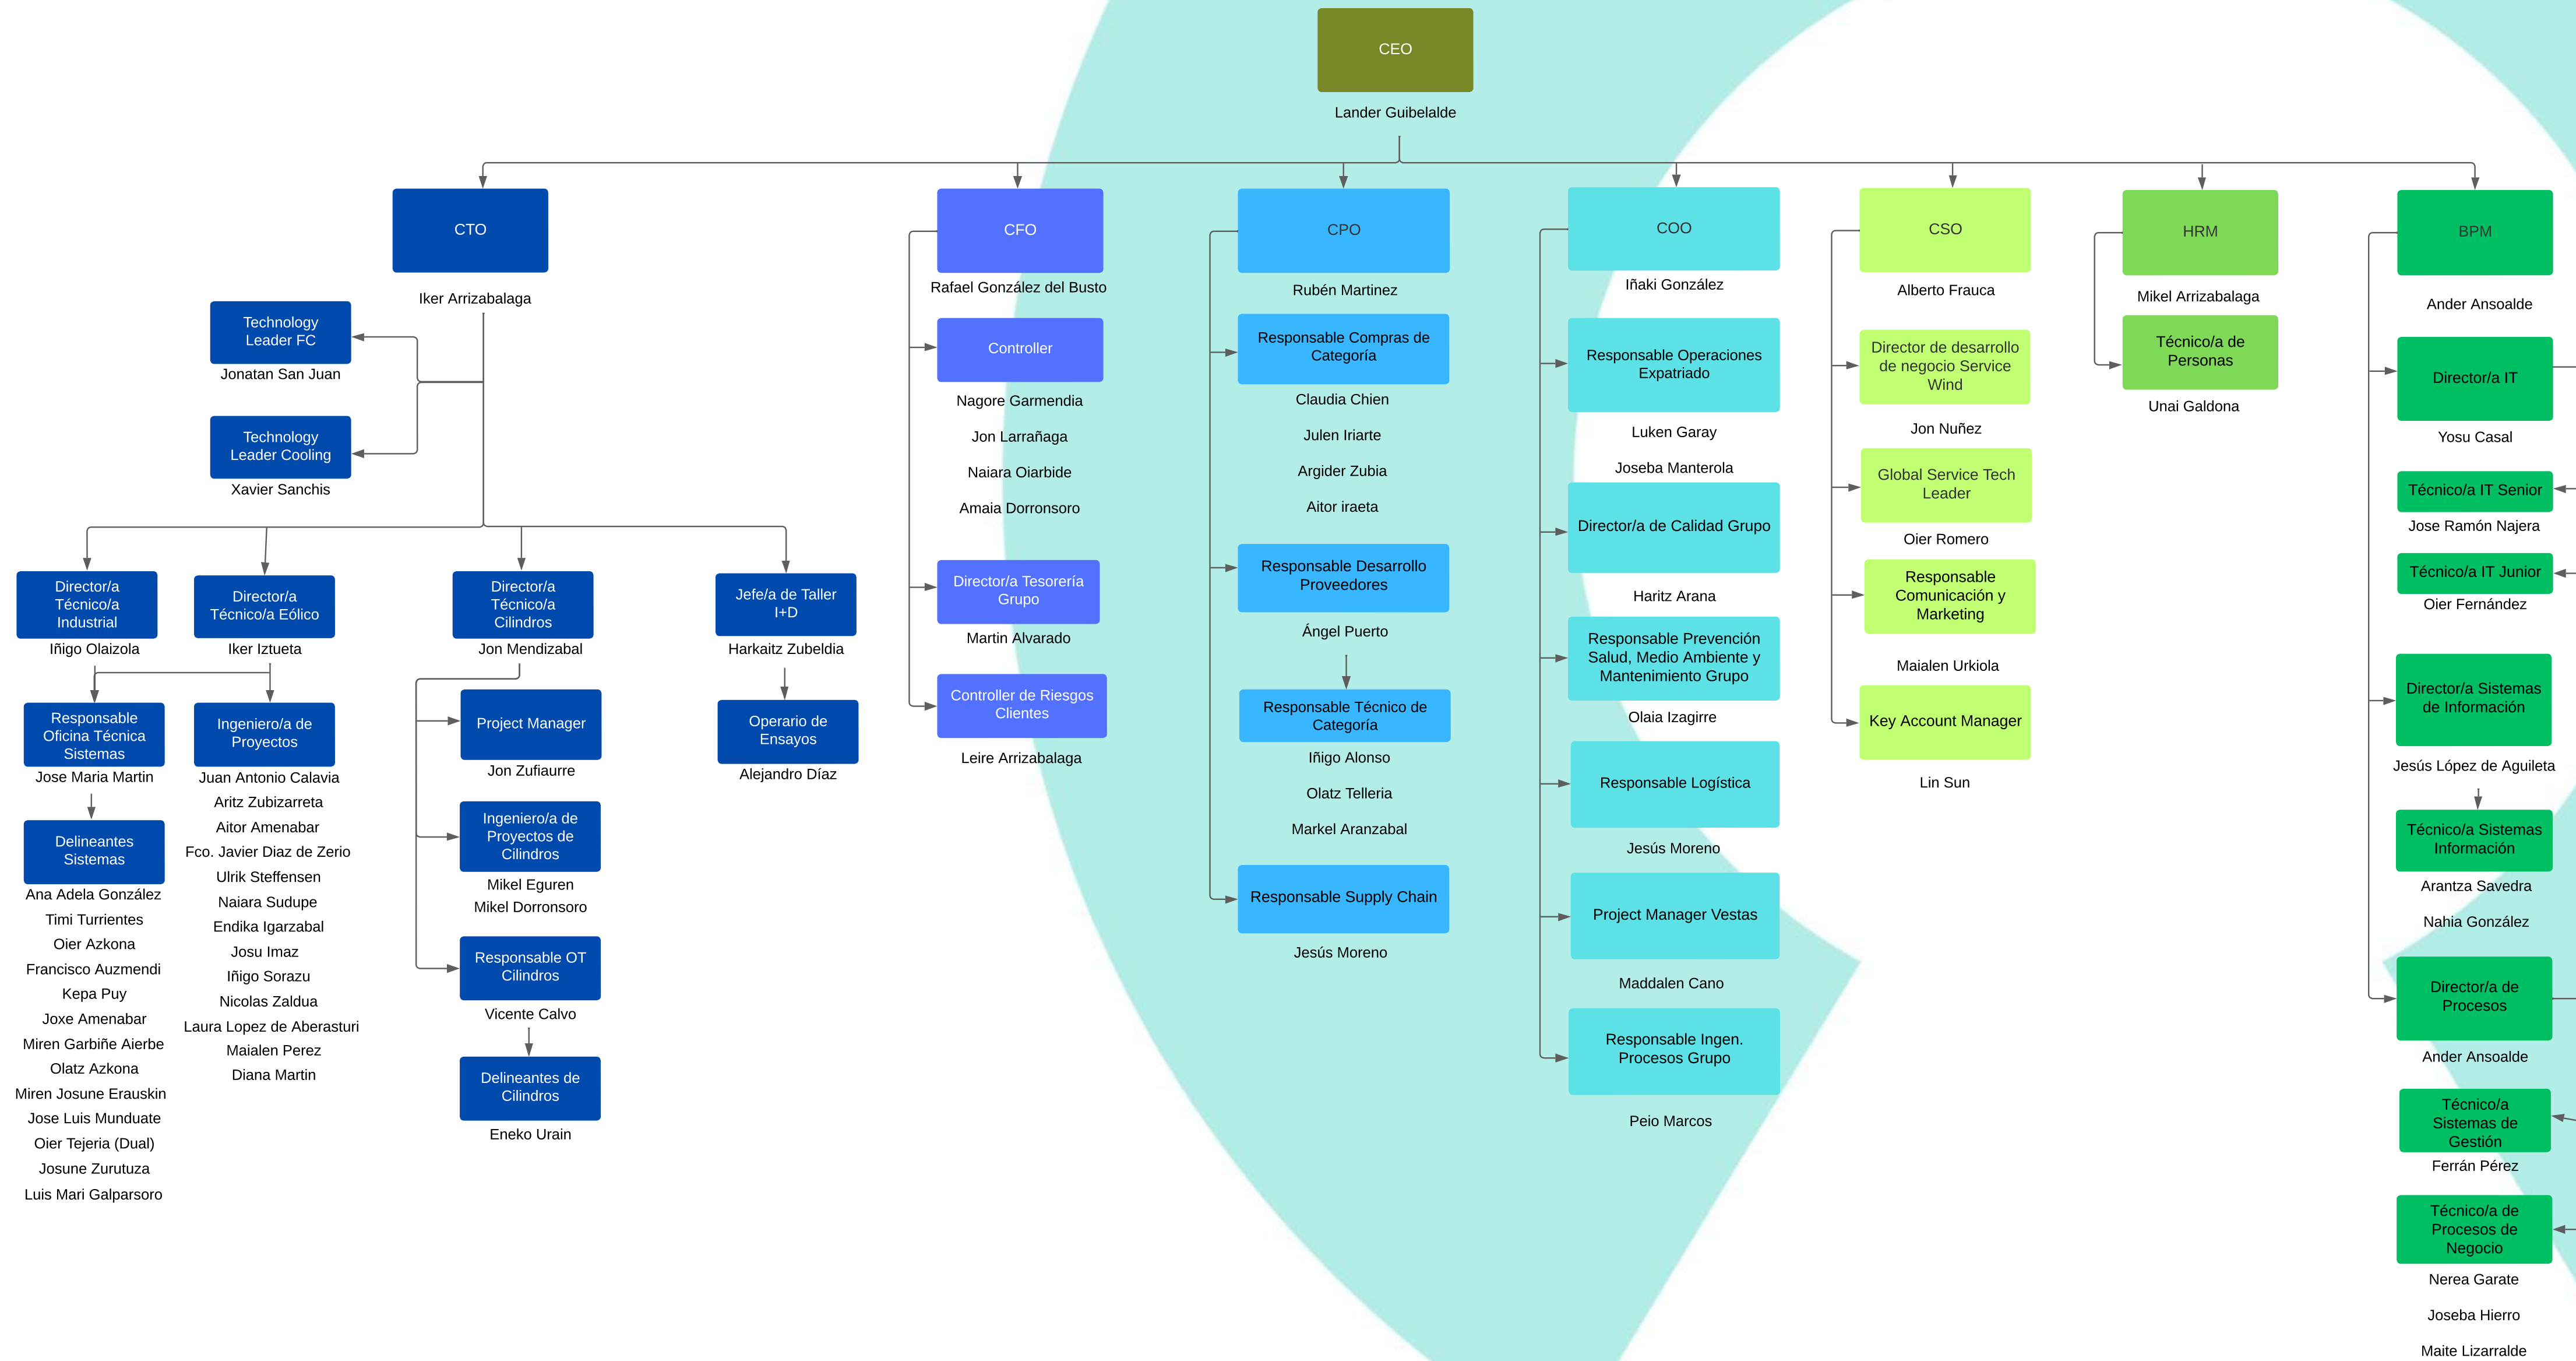 CEO
Lander Guibelalde
CTO
Iker Arrizabalaga
Technology
Leader FC
Jonatan San Juan
Technology
Leader Cooling
Xavier Sanchis
Director/a
Técnico/a
Industrial
Iñigo Olaizola
Responsable
Oficina Técnica
Sistemas
Jose Maria Martin
Delineantes
Sistemas
Ana Adela González
Timi Turrientes
Oier Azkona
Francisco Auzmendi
Kepa Puy
Joxe Amenabar
Miren Garbiñe Aierbe
Olatz Azkona
Miren Josune Erauskin
Jose Luis Munduate
Oier Tejeria (Dual)
Josune Zurutuza
Luis Mari Galparsoro
Director/a
Técnico/a Eólico
Iker Iztueta
Ingeniero/a de
Proyectos
Juan Antonio Calavia
Aritz Zubizarreta
Aitor Amenabar
Fco. Javier Diaz de Zerio
Ulrik Steffensen
Naiara Sudupe
Endika Igarzabal
Josu Imaz
Iñigo Sorazu
Nicolas Zaldua
Laura Lopez de Aberasturi
Maialen Perez
Diana Martin
Director/a
Técnico/a
Cilindros
Jon Mendizabal
Project Manager
Jon Zufiaurre
Ingeniero/a de
Proyectos de
Cilindros
Mikel Eguren
Mikel Dorronsoro
Responsable OT
Cilindros
Vicente Calvo
Delineantes de
Cilindros
Eneko Urain
Jefe/a de Taller
I+D
Harkaitz Zubeldia
Operario de
Ensayos
Alejandro Díaz
CFO
Rafael González del Busto
Controller
Nagore Garmendia
Jon Larrañaga
Naiara Oiarbide
Amaia Dorronsoro
Director/a Tesorería
Grupo
Martin Alvarado
Controller de Riesgos
Clientes
Leire Arrizabalaga
CPO
Rubén Martinez
Responsable Compras de
Categoría
Claudia Chien
Julen Iriarte
Argider Zubia
Aitor iraeta
Responsable Desarrollo
Proveedores
Ángel Puerto
Responsable Técnico de
Categoría
Iñigo Alonso
Olatz Telleria
Markel Aranzabal
Responsable Supply Chain
Jesús Moreno
COO
Iñaki González
Responsable Operaciones
Expatriado
Luken Garay
Joseba Manterola
Director/a de Calidad Grupo
Haritz Arana
Responsable Prevención
Salud, Medio Ambiente y
Mantenimiento Grupo
Olaia Izagirre
Responsable Logística
Jesús Moreno
Project Manager Vestas
Maddalen Cano
Responsable Ingen.
Procesos Grupo
Peio Marcos
CSO
Alberto Frauca
Director de desarrollo
de negocio Service
Wind
Jon Nuñez
Global Service Tech
Leader
Oier Romero
Responsable
Comunicación y
Marketing
Maialen Urkiola
Key Account Manager
Lin Sun
HRM
Mikel Arrizabalaga
Técnico/a de
Personas
Unai Galdona
BPM
Ander Ansoalde
Director/a IT
Yosu Casal
Técnico/a IT Senior
Jose Ramón Najera
Técnico/a IT Junior
Oier Fernández
Director/a Sistemas
de Información
Jesús López de Aguileta
Técnico/a Sistemas
Información
Arantza Savedra
Nahia González
Director/a de
Procesos
Ander Ansoalde
Técnico/a
Sistemas de
Gestión
Ferrán Pérez
Técnico/a de
Procesos de
Negocio
Nerea Garate
Joseba Hierro
Maite Lizarralde